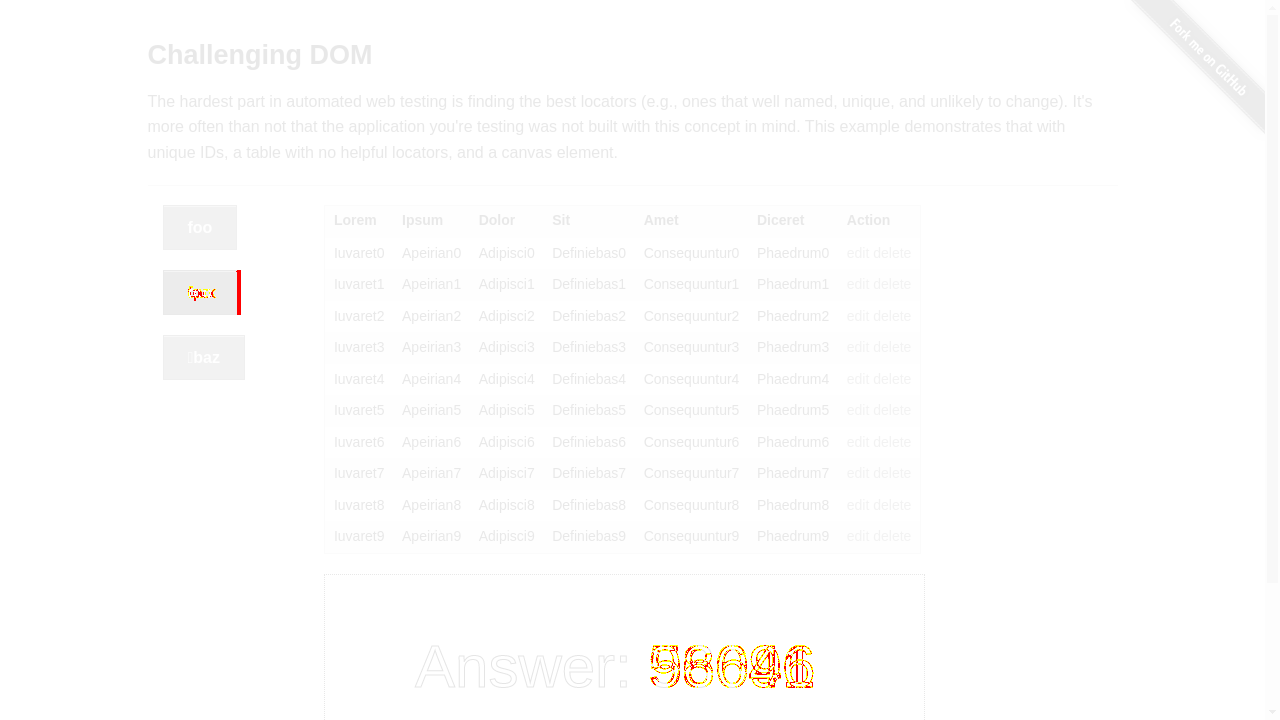 Fork me on GitHub
Challenging DOM
The hardest part in automated web testing is finding the best locators (e.g., ones that well named, unique, and unlikely to change). It's
more often than not that the application you're testing was not built with this concept in mind. This example demonstrates that with
unique IDs, a table with no helpful locators, and a canvas element.
foo
baz
Lorem Ipsum Dolor Sit Amet Diceret Action
Iuvaret0 Apeirian0 Adipisci0 Definiebas0 Consequuntur0 Phaedrum0 edit delete
Iuvaret1 Apeirian1 Adipisci1 Definiebas1 Consequuntur1 Phaedrum1 edit delete
Iuvaret2 Apeirian2 Adipisci2 Definiebas2 Consequuntur2 Phaedrum2 edit delete
Iuvaret3 Apeirian3 Adipisci3 Definiebas3 Consequuntur3 Phaedrum3 edit delete
Iuvaret4 Apeirian4 Adipisci4 Definiebas4 Consequuntur4 Phaedrum4 edit delete
Iuvaret5 Apeirian5 Adipisci5 Definiebas5 Consequuntur5 Phaedrum5 edit delete
Iuvaret6 Apeirian6 Adipisci6 Definiebas6 Consequuntur6 Phaedrum6 edit delete
Iuvaret7 Apeirian7 Adipisci7 Definiebas7 Consequuntur7 Phaedrum7 edit delete
Iuvaret8 Apeirian8 Adipisci8 Definiebas8 Consequuntur8 Phaedrum8 edit delete
Iuvaret9 Apeirian9 Adipisci9 Definiebas9 Consequuntur9 Phaedrum9 edit delete
Answer: